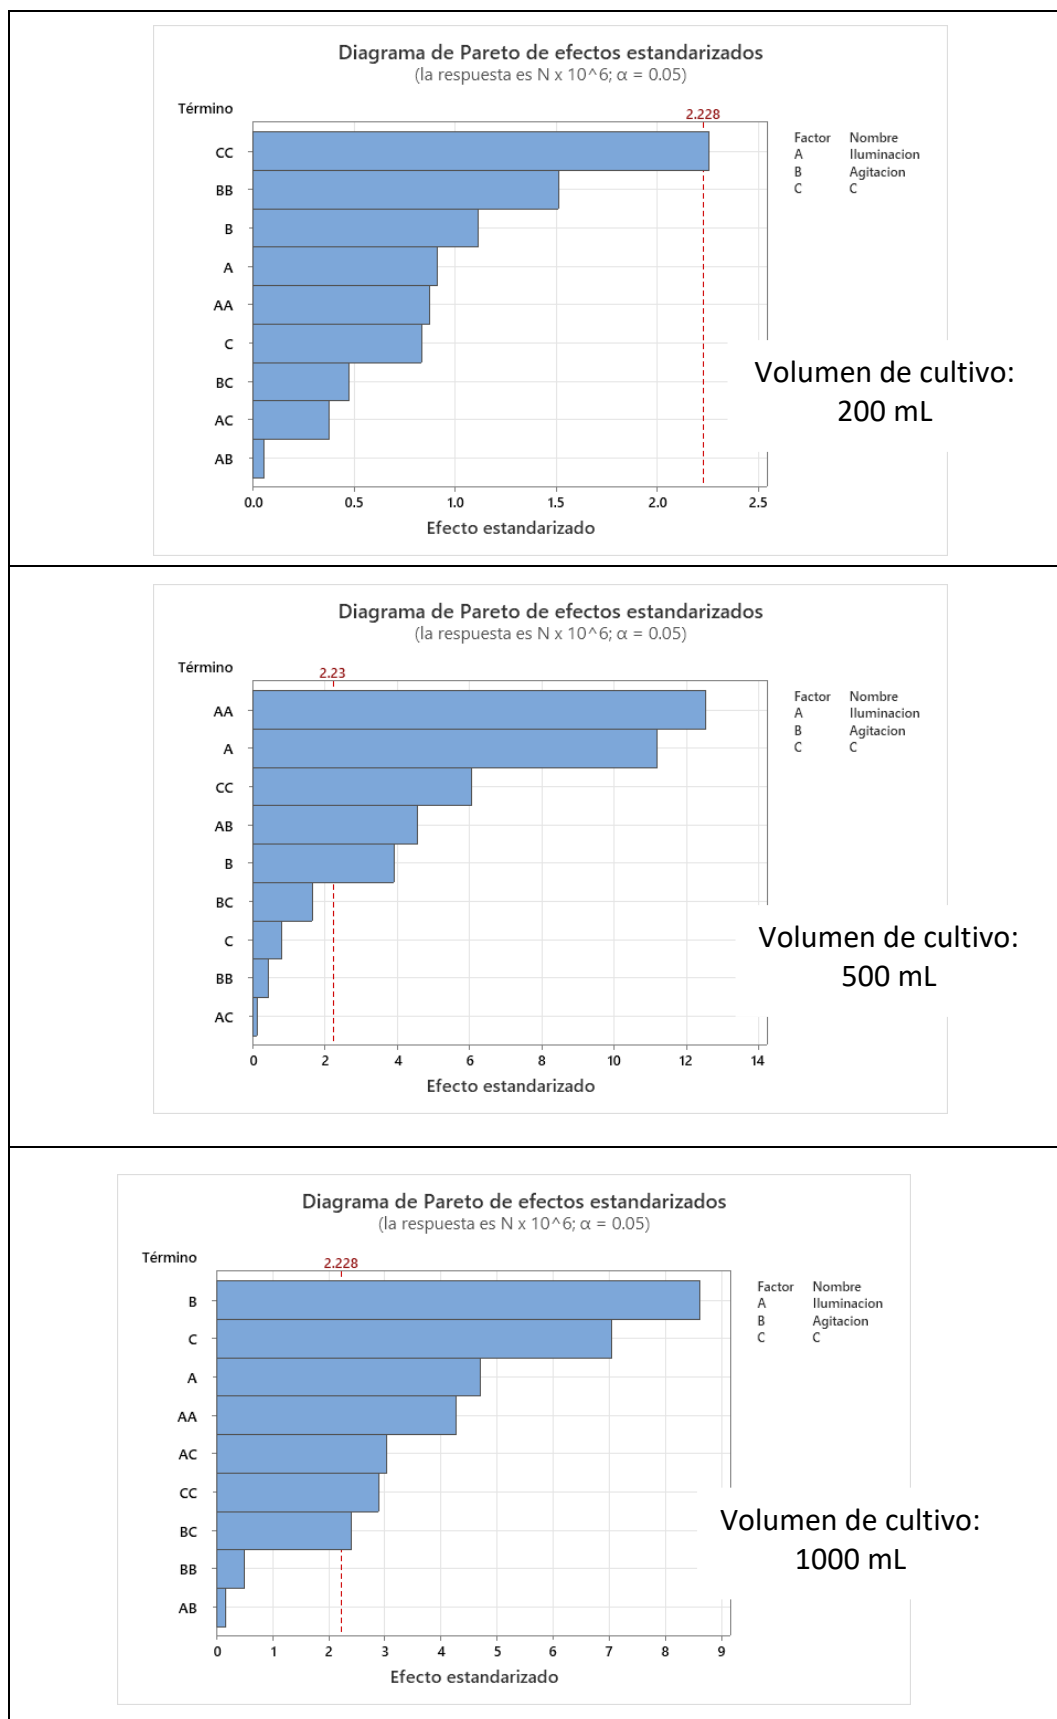 Diagrama de Pareto de efectos estandarizados
(la respuesta es N x 10^6; α = 0.05)
Término
2.228
Factor Nombre
A Iluminacion
B Agitacion
C C
CC
BB
B
A
AA
C
BC
AC
AB
0.0 0.5 1.0 1.5 2.0 2.5
Efecto estandarizado
Volumen de cultivo:
200 mL
Diagrama de Pareto de efectos estandarizados
(la respuesta es N x 10^6; α = 0.05)
Término
2.23
Factor Nombre
A Iluminacion
B Agitacion
C C
AA
A
CC
AB
B
BC
C
BB
AC
0 2 4 6 8 10 12 14
Efecto estandarizado
Volumen de cultivo:
500 mL
Diagrama de Pareto de efectos estandarizados
(la respuesta es N x 10^6; α = 0.05)
Término
2.228
Factor Nombre
A Iluminacion
B Agitacion
C C
B
C
A
AA
AC
CC
BC
BB
AB
0 1 2 3 4 5 6 7 8 9
Efecto estandarizado
Volumen de cultivo:
1000 mL